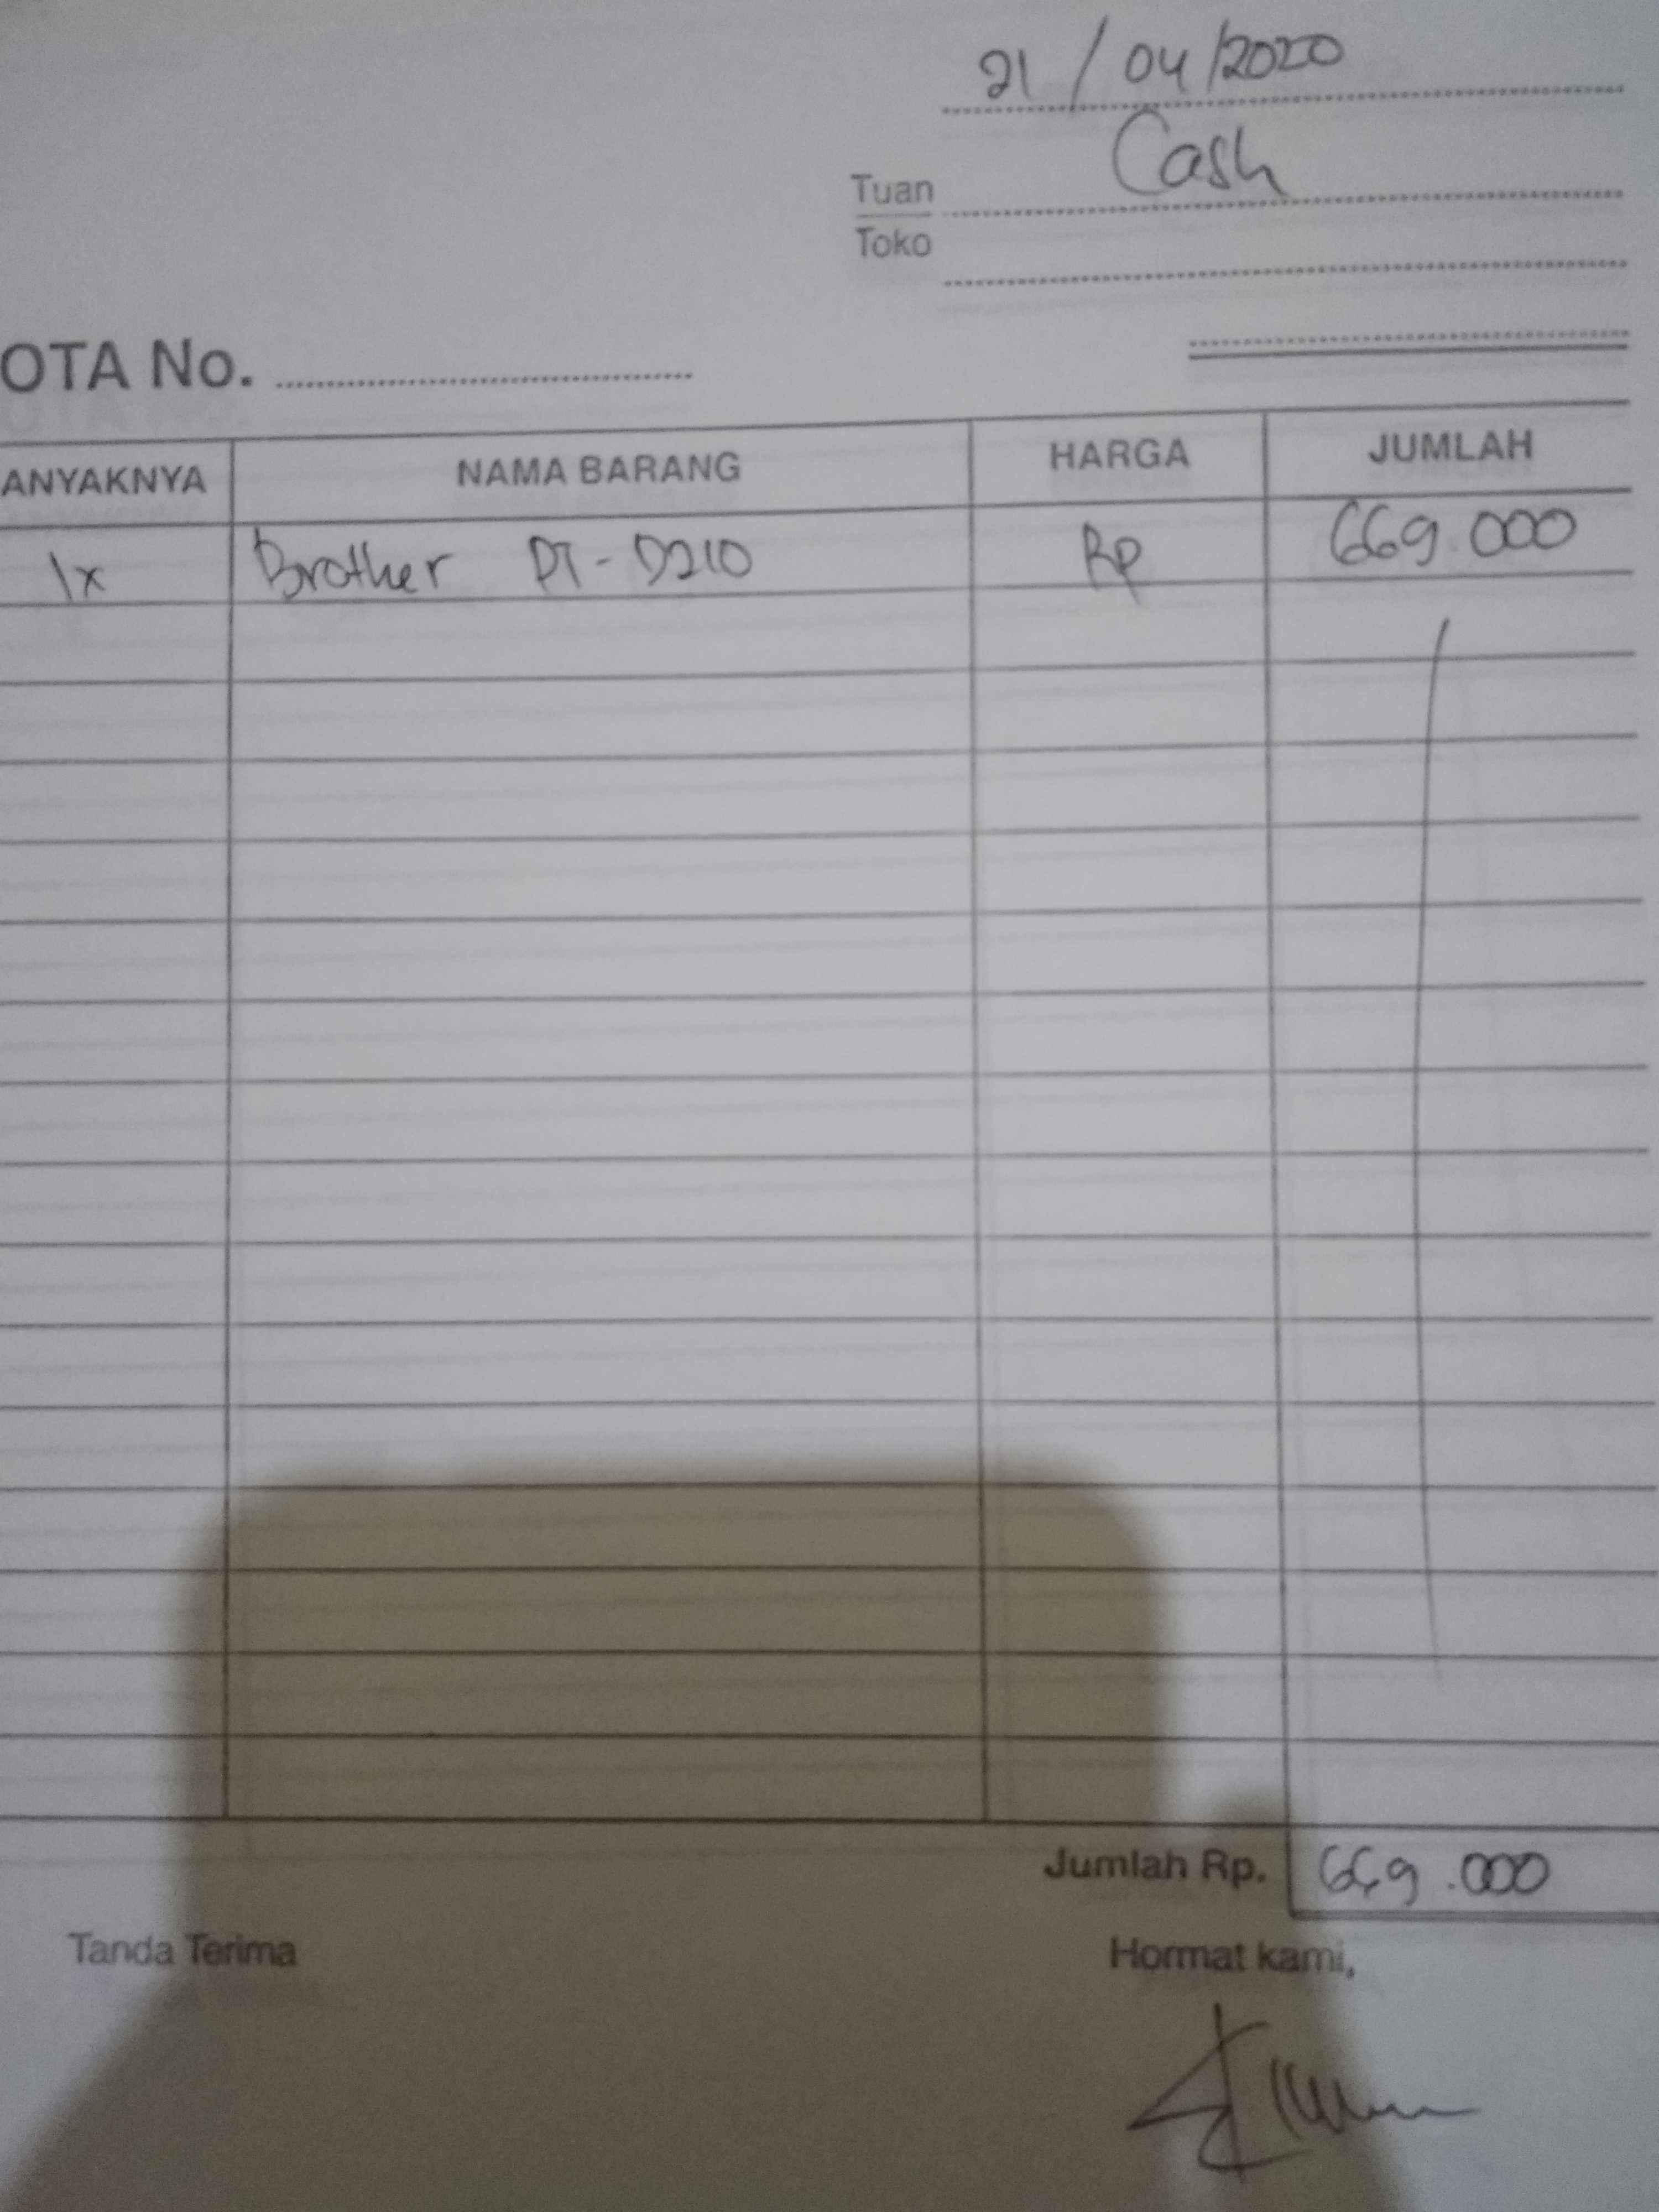 21/04/2020
Tuan Cash
Toko
OTA No.
ANYAKNYA NAMA BARANG HARGA JUMLAH
1x Brother PT-D210 Rp 669.000
Jumlah Rp. 669.000
Tanda Terima Hormat kami,